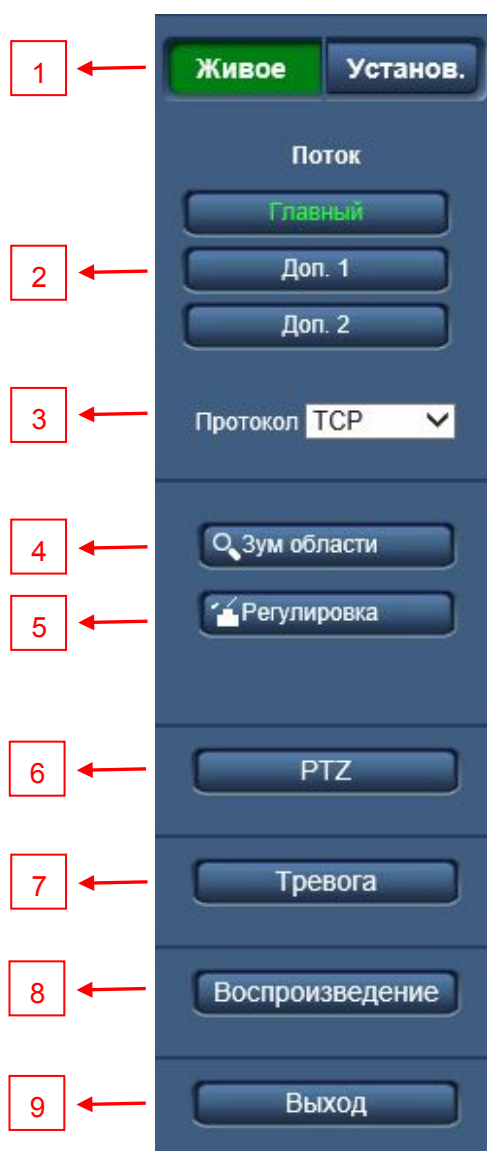 1 Живое Установ.
Поток
Главный
2 Доп. 1
Доп. 2
3 Протокол TCP
4 Зум области
5 Регулировка
6 PTZ
7 Тревога
8 Воспроизведение
9 Выход